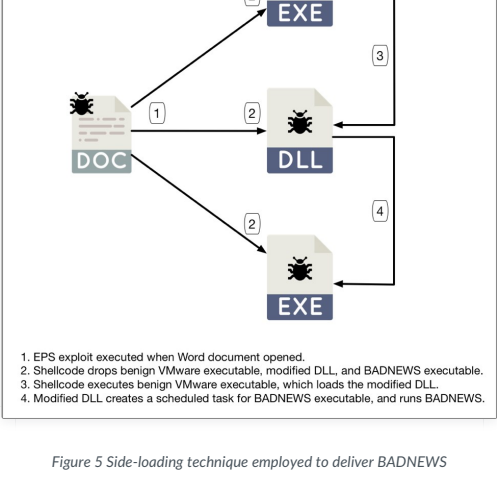 EXE
3
1
2
DOC
DLL
4
2
EXE
1. EPS exploit executed when Word document opened.
2. Shellcode drops benign VMware executable, modified DLL, and BADNEWS executable.
3. Shellcode executes benign VMware executable, which loads the modified DLL.
4. Modified DLL creates a scheduled task for BADNEWS executable, and runs BADNEWS.
Figure 5 Side-loading technique employed to deliver BADNEWS